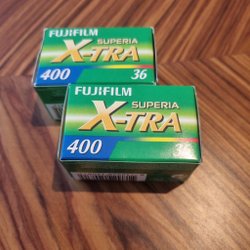 FUJIFILM
SUPERIA
X-TRA
400 36
FUJIFILM
SUPERIA
X-TRA
400 36